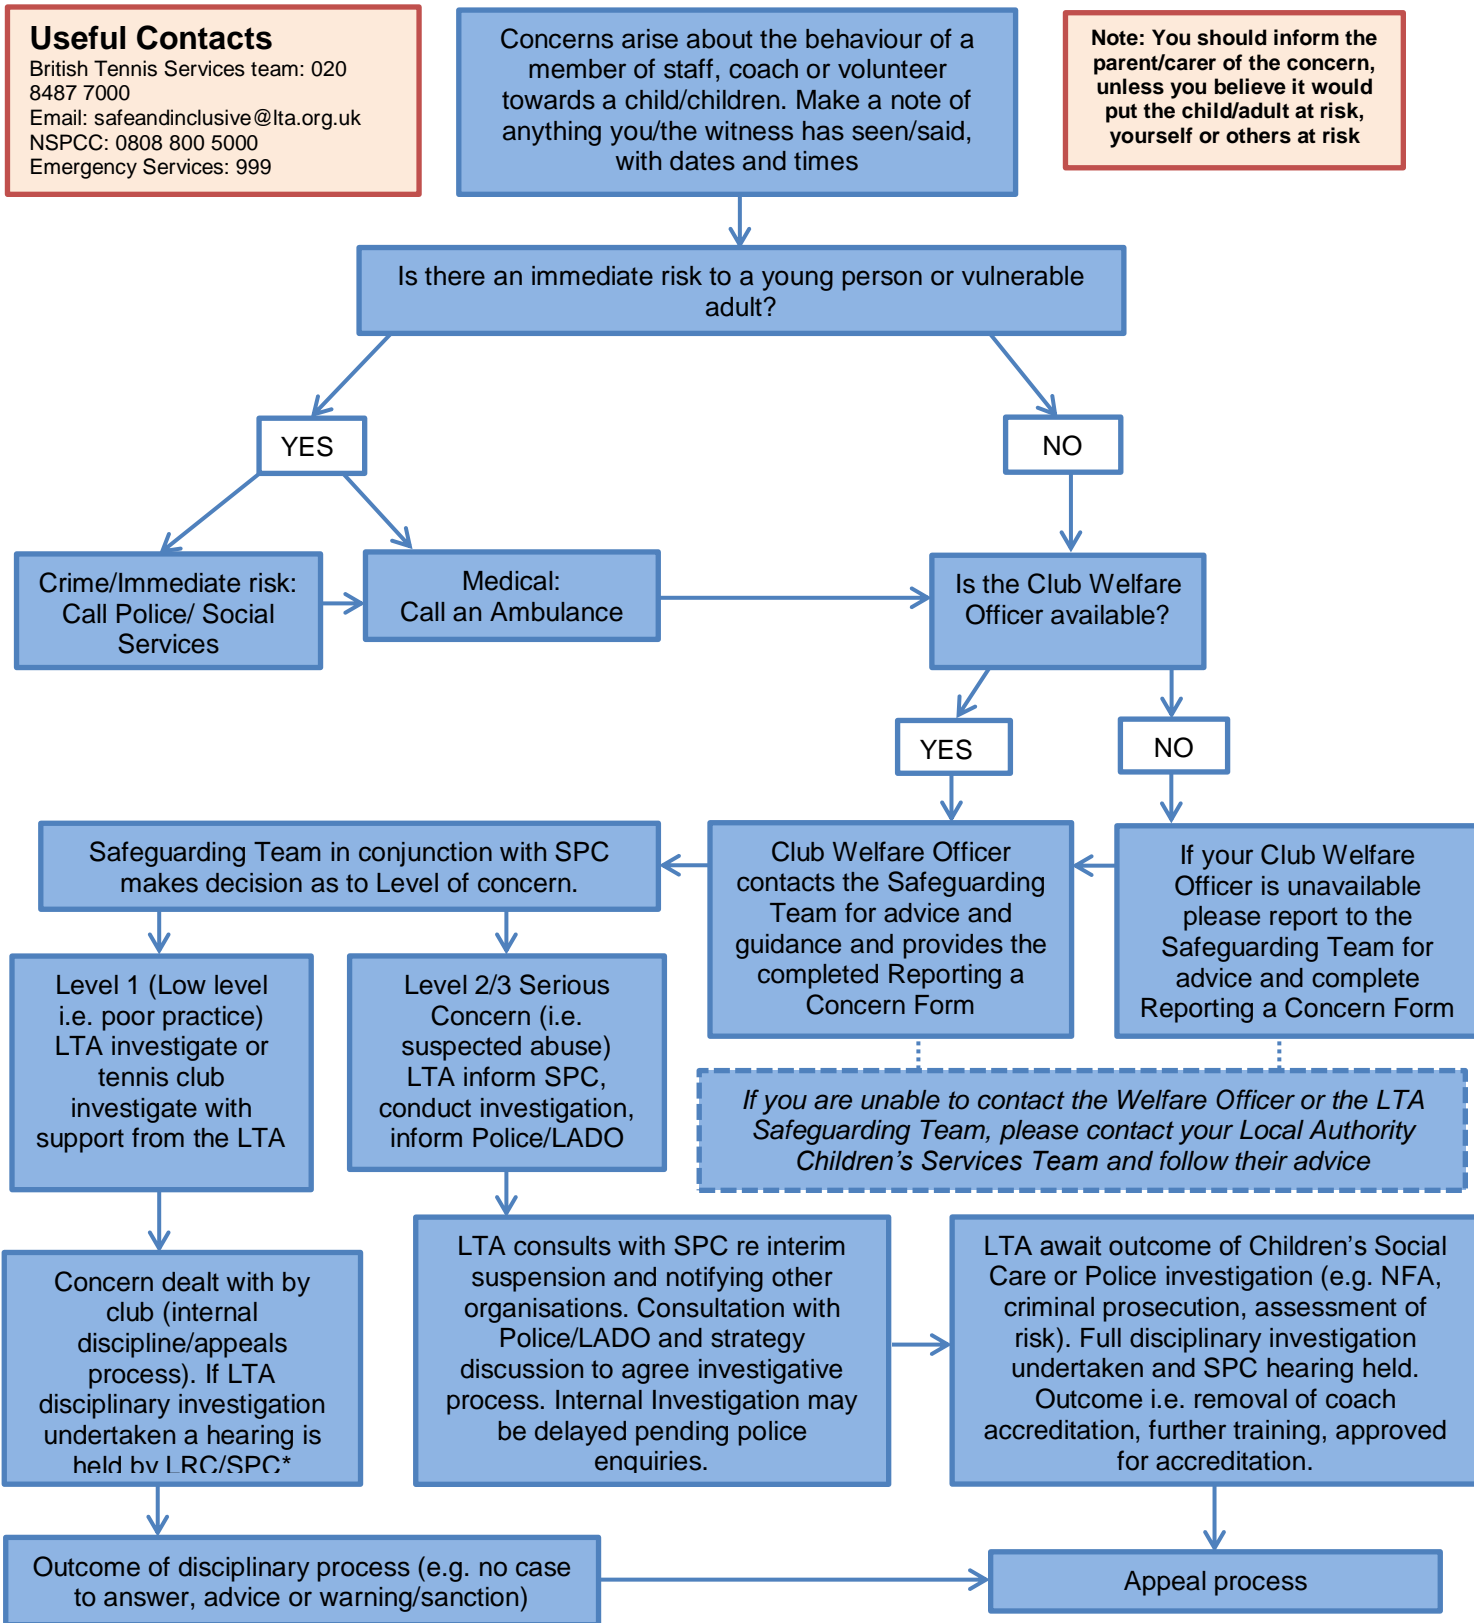 Useful Contacts
British Tennis Services team: 020
8487 7000
Email: safeandinclusive@lta.org.uk
NSPCC: 0808 800 5000
Emergency Services: 999
Concerns arise about the behaviour of a
member of staff, coach or volunteer
towards a child/children. Make a note of
anything you/the witness has seen/said,
with dates and times
Note: You should inform the
parent/carer of the concern,
unless you believe it would
put the child/adult at risk,
yourself or others at risk
Is there an immediate risk to a young person or vulnerable
adult?
YES
NO
Crime/Immediate risk:
Call Police/ Social
Services
Medical:
Call an Ambulance
Is the Club Welfare
Officer available?
YES
NO
Safeguarding Team in conjunction with SPC
makes decision as to Level of concern.
Club Welfare Officer
contacts the Safeguarding
Team for advice and
guidance and provides the
completed Reporting a
Concern Form
If your Club Welfare
Officer is unavailable
please report to the
Safeguarding Team for
advice and complete
Reporting a Concern Form
Level 1 (Low level
i.e. poor practice)
LTA investigate or
tennis club
investigate with
support from the LTA
Level 2/3 Serious
Concern (i.e.
suspected abuse)
LTA inform SPC,
conduct investigation,
inform Police/LADO
If you are unable to contact the Welfare Officer or the LTA
Safeguarding Team, please contact your Local Authority
Children's Services Team and follow their advice
Concern dealt with by
club (internal
discipline/appeals
process). If LTA
disciplinary investigation
undertaken a hearing is
held by LRC/SPC*
LTA consults with SPC re interim
suspension and notifying other
organisations. Consultation with
Police/LADO and strategy
discussion to agree investigative
process. Internal Investigation may
be delayed pending police
enquiries.
LTA await outcome of Children's Social
Care or Police investigation (e.g. NFA,
criminal prosecution, assessment of
risk). Full disciplinary investigation
undertaken and SPC hearing held.
Outcome i.e. removal of coach
accreditation, further training, approved
for accreditation.
Outcome of disciplinary process (e.g. no case
to answer, advice or warning/sanction)
Appeal process